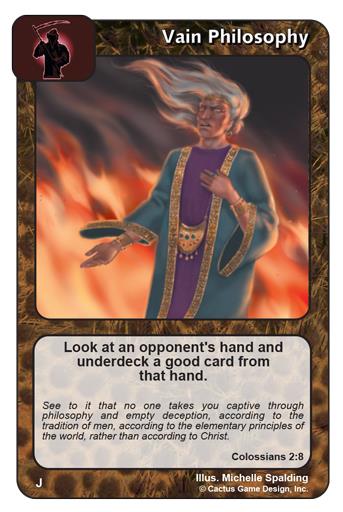 Vain Philosophy
Look at an opponent's hand and
underdeck a good card from
that hand.
See to it that no one takes you captive through
philosophy and empty deception, according to the
tradition of men, according to the elementary principles of
the world, rather than according to Christ.
Colossians 2:8
J
Illus. Michelle Spalding
© Cactus Game Design, Inc.